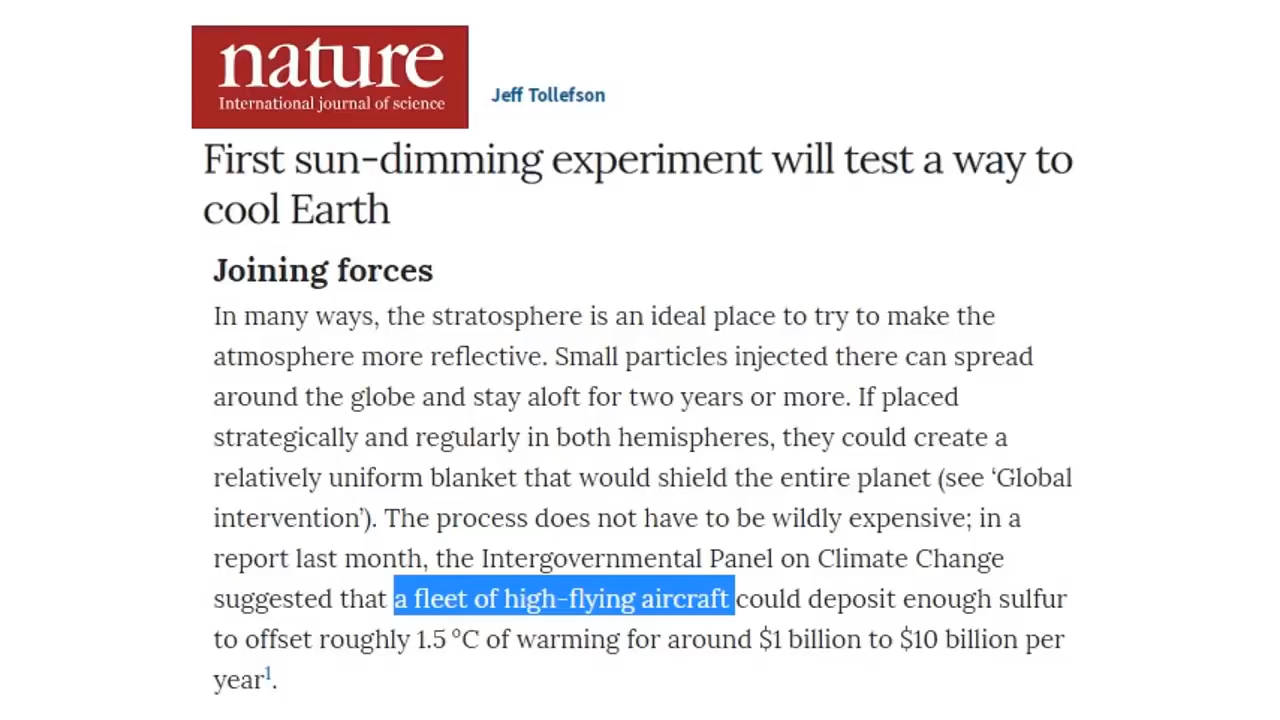 nature
International journal of science
Jeff Tollefson
First sun-dimming experiment will test a way to
cool Earth
Joining forces
In many ways, the stratosphere is an ideal place to try to make the
atmosphere more reflective. Small particles injected there can spread
around the globe and stay aloft for two years or more. If placed
strategically and regularly in both hemispheres, they could create a
relatively uniform blanket that would shield the entire planet (see ‘Global
intervention’). The process does not have to be wildly expensive; in a
report last month, the Intergovernmental Panel on Climate Change
suggested that a fleet of high-flying aircraft could deposit enough sulfur
to offset roughly 1.5 °C of warming for around $1 billion to $10 billion per
year¹.